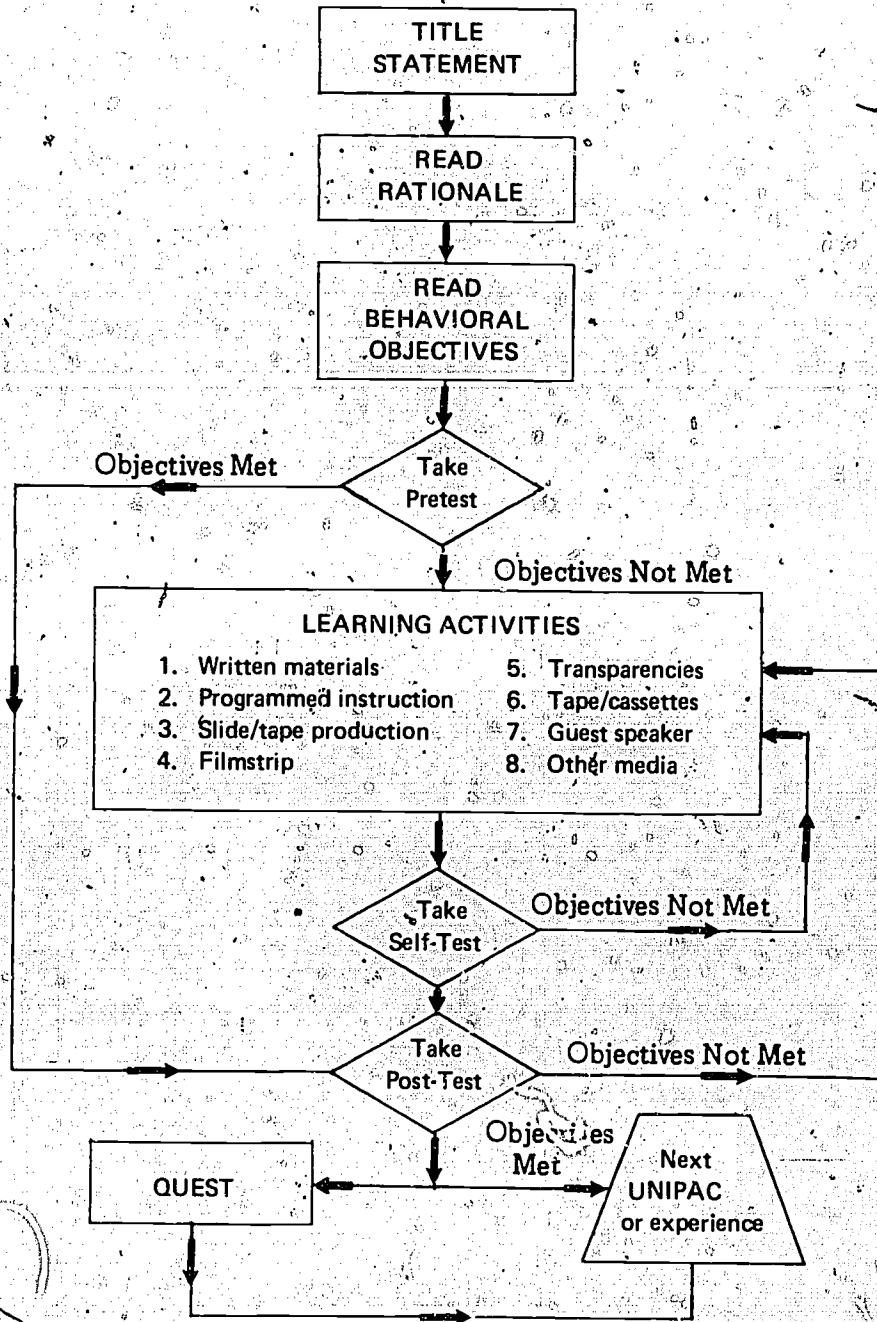 TITLE
STATEMENT
READ
RATIONALE
READ
BEHAVIORAL
OBJECTIVES
Objectives Met
Take
Pretest
Objectives Not Met
LEARNING ACTIVITIES
1. Written materials
2. Programmed instruction
3. Slide/tape production
4. Filmstrip
5. Transparencies
6. Tape/cassettes
7. Guest speaker
8. Other media
Take
Self-Test
Objectives Not Met
Take
Post-Test
Objectives Not Met
Objectives
Met
QUEST
Next
UNIPAC
or experience